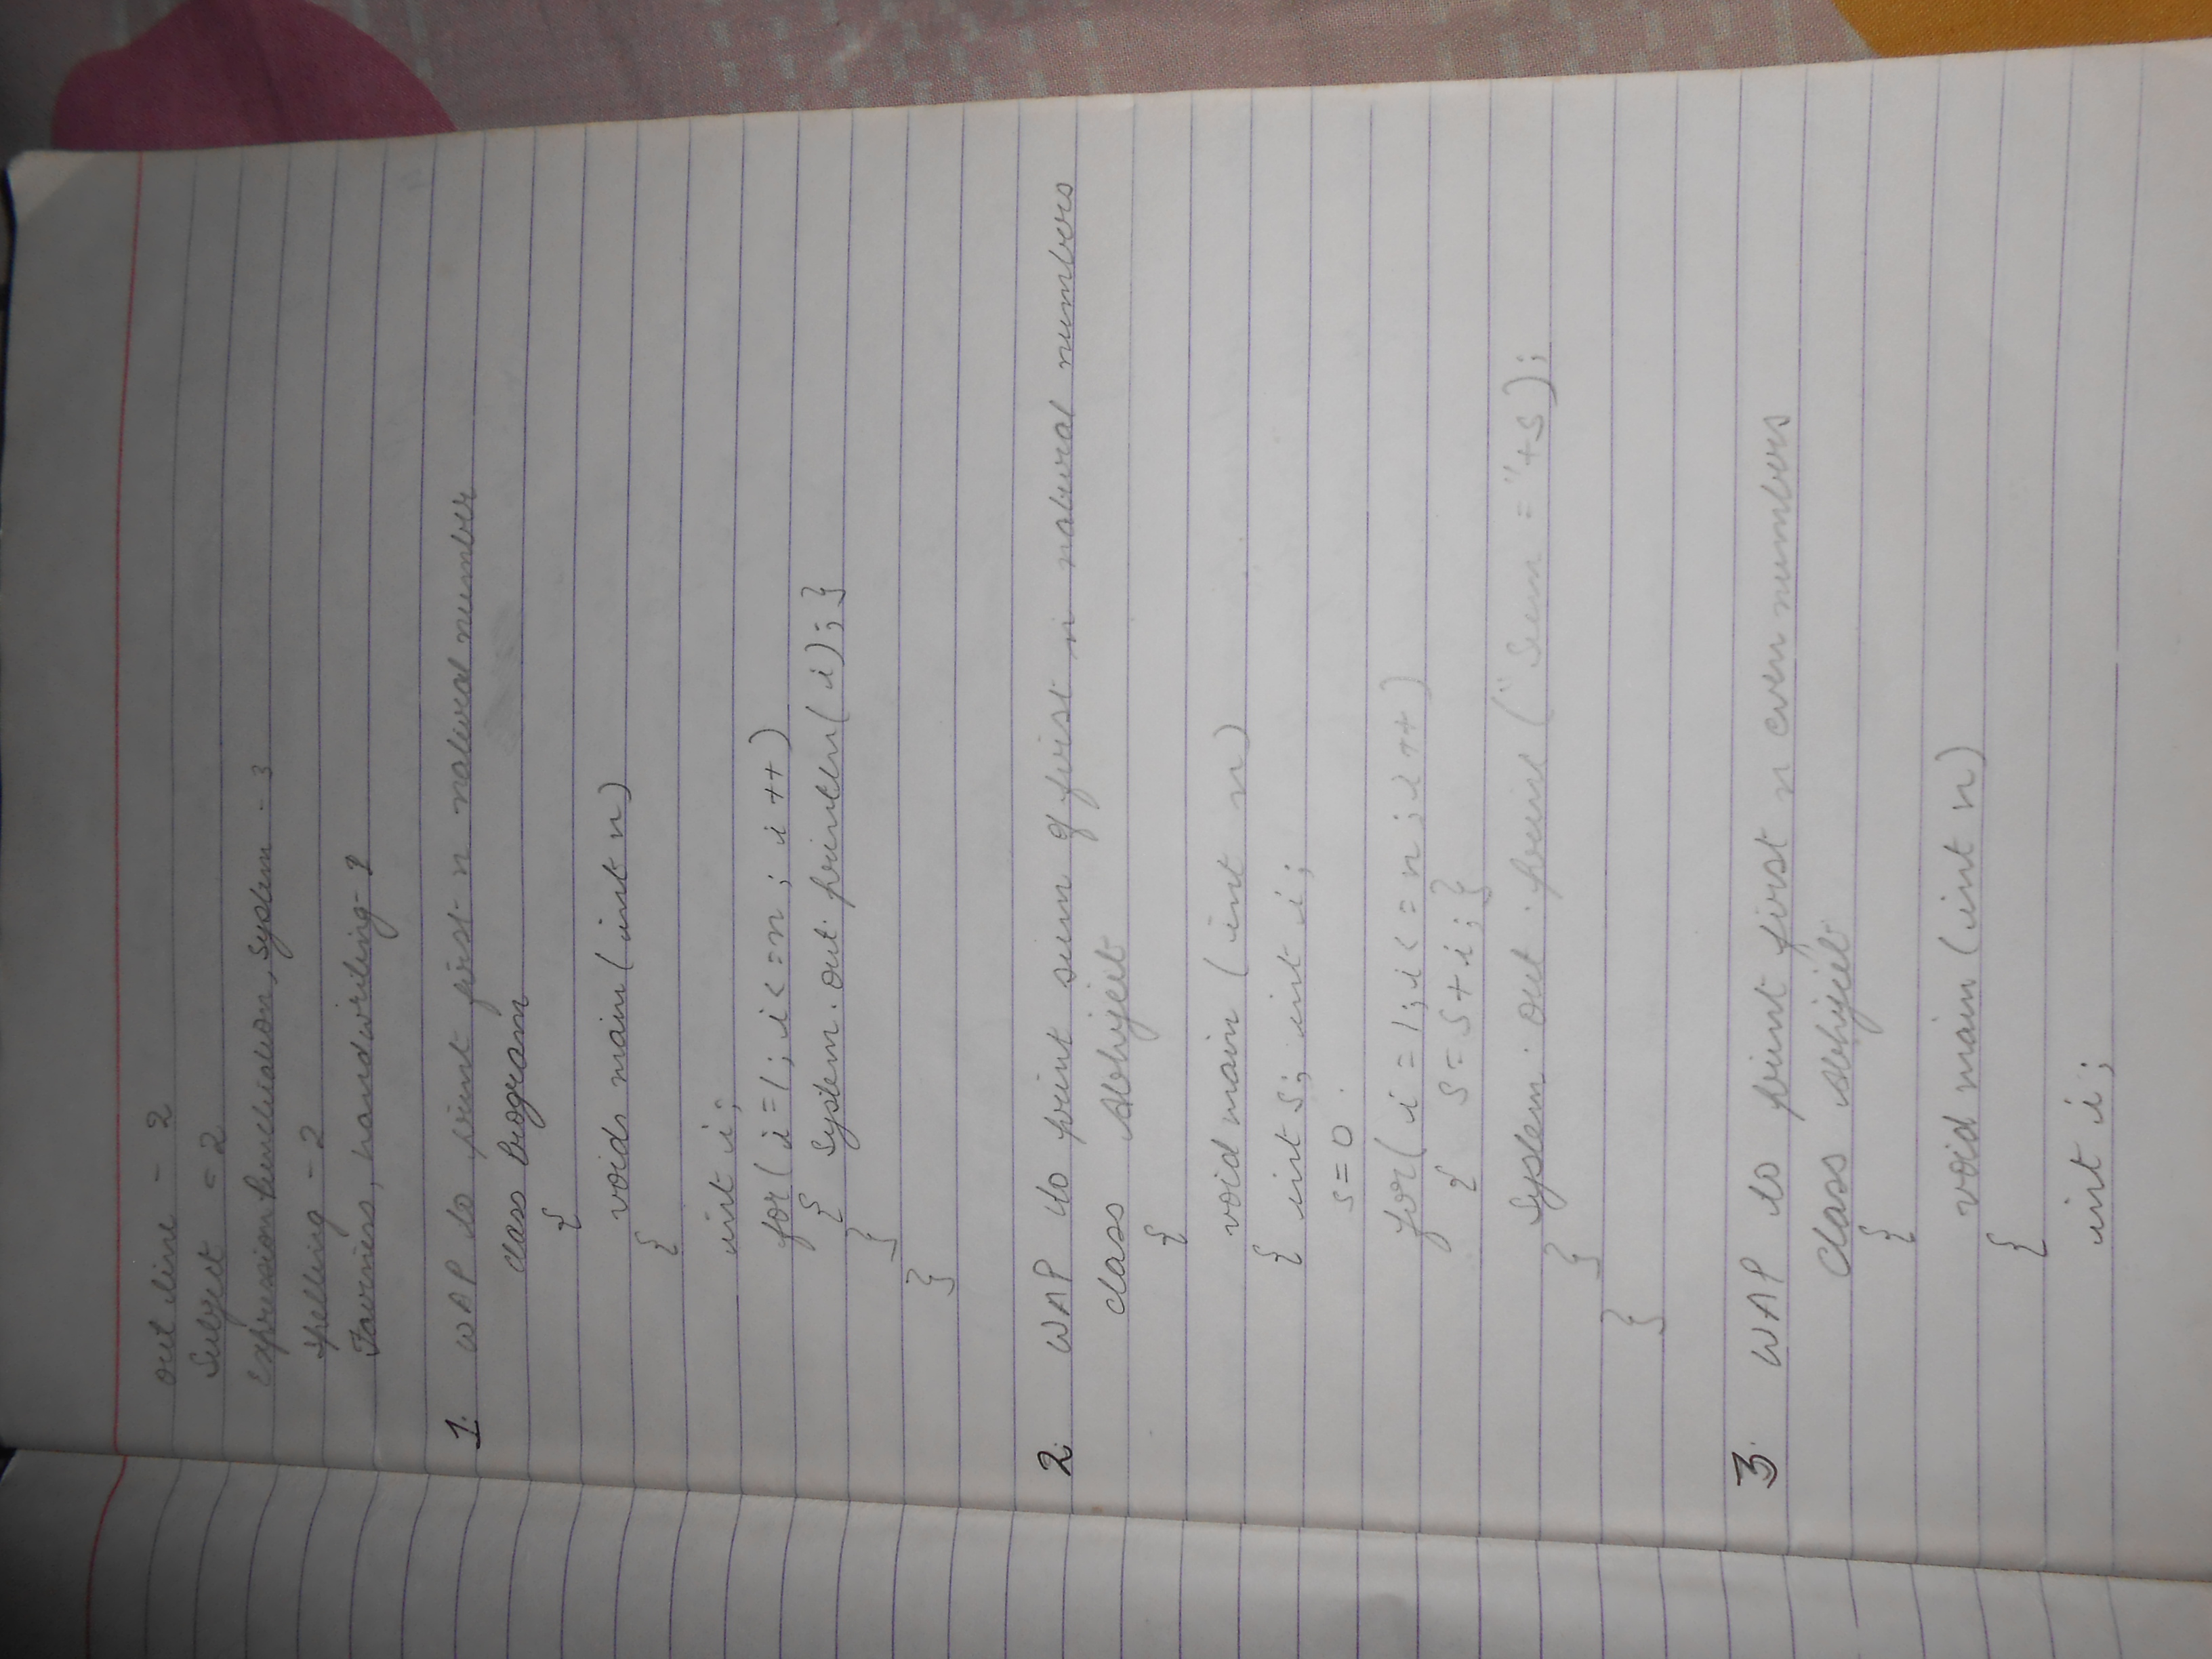 out line - 2
Subject = 2
Expression Punctuation, System - 3
Spelling - 2
Fairness, handwriting - 1
1. WAP to print first n natural number
class Program
{
void main ( int n )
{
int i ;
for ( i = 1 ; i < = n ; i ++ )
{ System . out . println ( i ) ; }
}
}
2. WAP to print sum of first n natural numbers
class Abhijeet
{
void main ( int n )
{ int s ; int i ;
s = 0
for ( i = 1 ; i < = n ; i ++ )
{ s = s + i ; }
System . out . print ( " Sum = " + s ) ;
}
}
3. WAP to print first n even numbers
class Abhijeet
{
void main ( int n )
{
int i ;